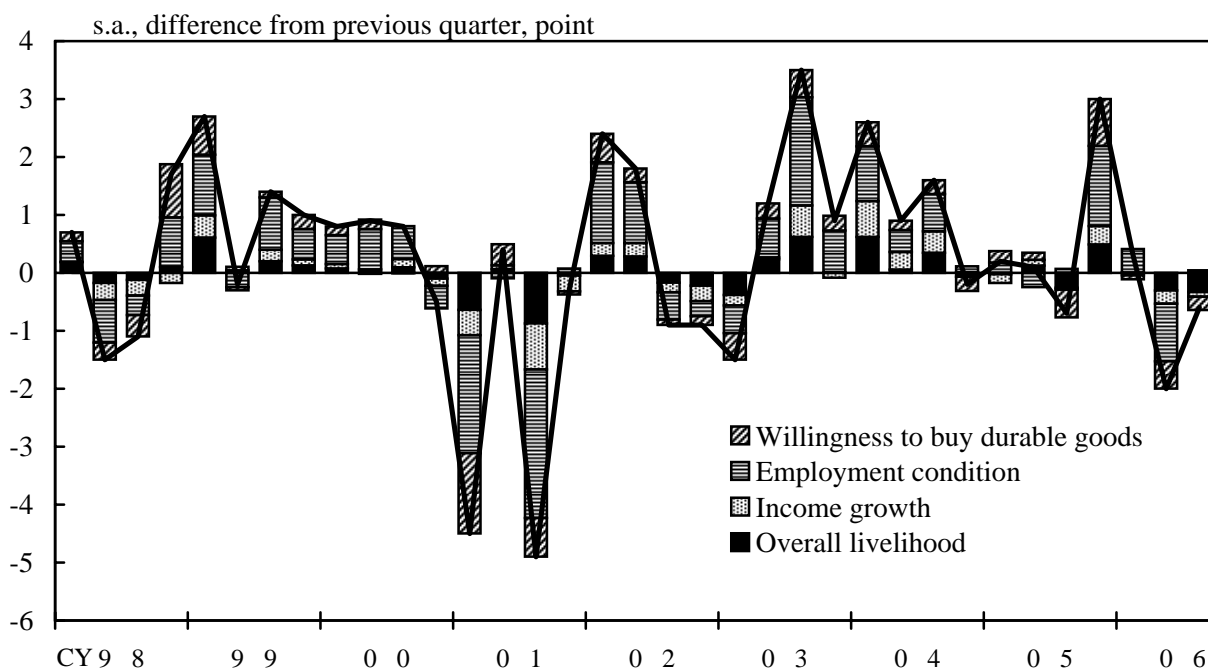 s.a., difference from previous quarter, point
4
3
2
1
0
-1
-2
-3
-4
-5
-6
Willingness to buy durable goods
Employment condition
Income growth
Overall livelihood
CY 9 8 9 9 0 0 0 1 0 2 0 3 0 4 0 5 0 6